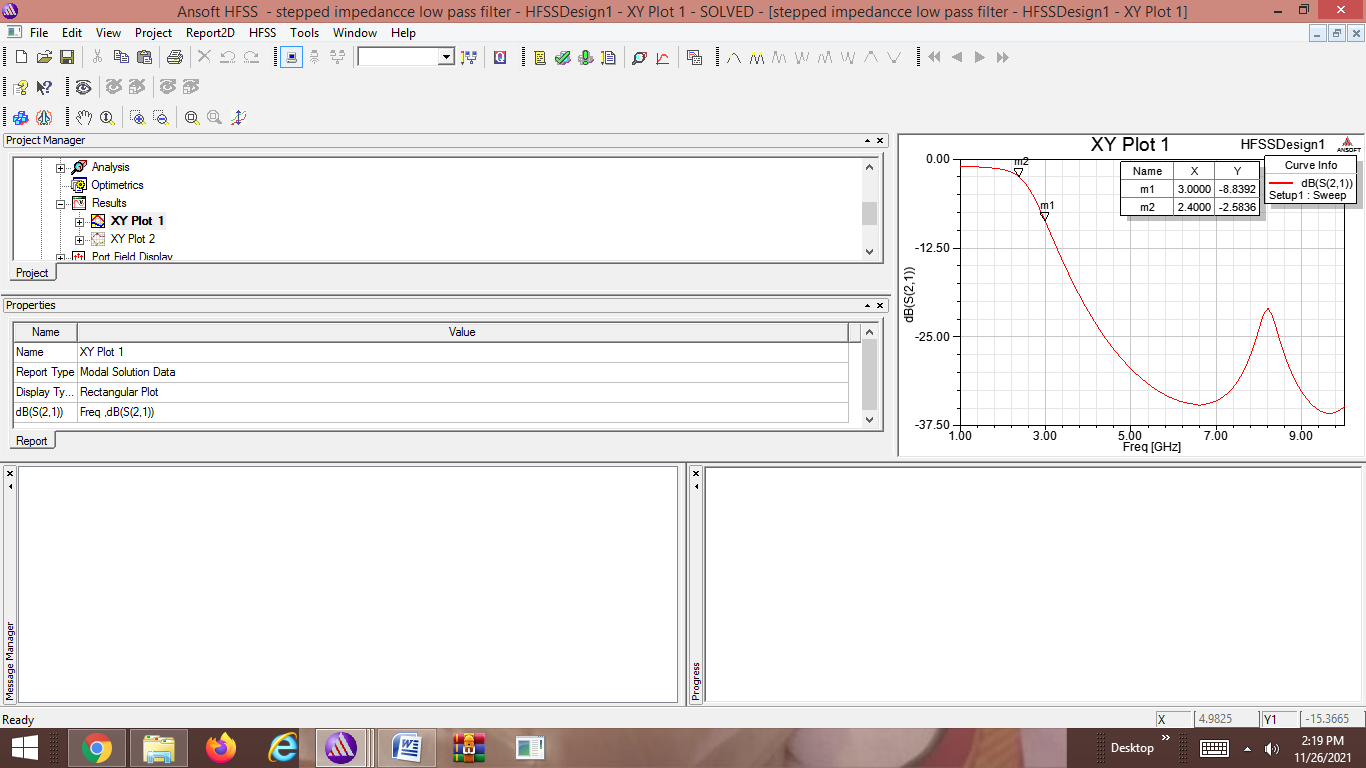 Ansoft HFSS - stepped impedancce low pass filter - HFSSDesign1 - XY Plot 1 - SOLVED - [stepped impedancce low pass filter - HFSSDesign1 - XY Plot 1]
File Edit View Project Report2D HFSS Tools Window Help
Project Manager
Analysis
Optimetrics
Results
XY Plot 1
XY Plot 2
Port Field Display
Project
Properties
Name Value
Name XY Plot 1
Report Type Modal Solution Data
Display Ty... Rectangular Plot
dB(S(2,1)) Freq ,dB(S(2,1))
Report
XY Plot 1
HFSSDesign1
ANSOFT
Curve Info
dB(S(2,1))
Setup1 : Sweep
Name X Y
m1 3.0000 -8.8392
m2 2.4000 -2.5836
m2
m1
0.00
-12.50
-25.00
-37.50
dB(S(2,1))
1.00 3.00 5.00 7.00 9.00
Freq [GHz]
Message Manager
Progress
Ready
X 4.9825 Y1 -15.3665
Desktop
2:19 PM
11/26/2021